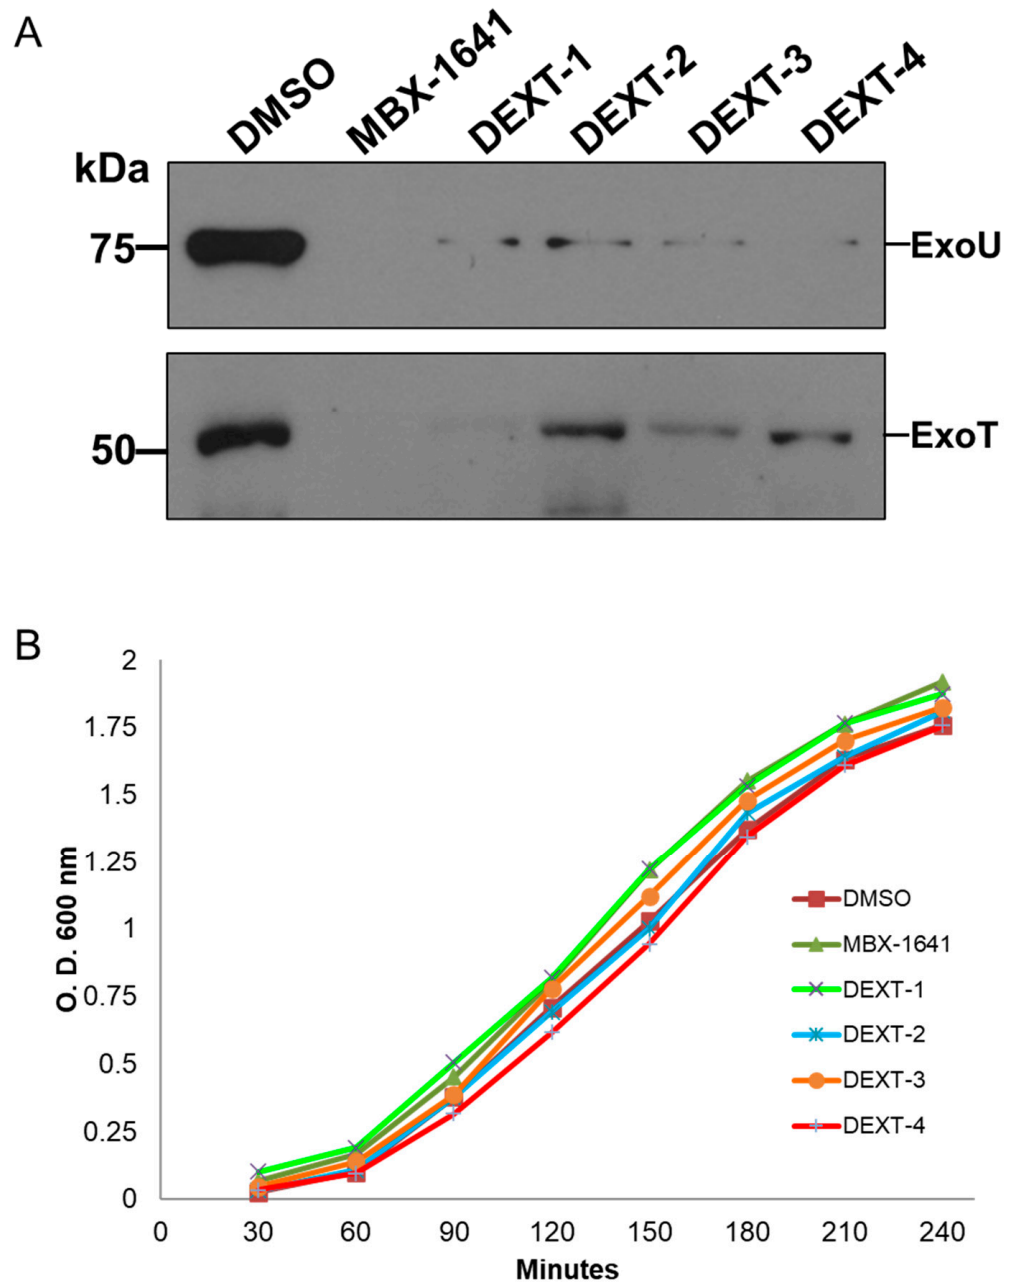 A
DMSO
MBX-1641
DEXT-1
DEXT-2
DEXT-3
DEXT-4
kDa
75
ExoU
50
ExoT
B
2
1.75
1.5
1.25
1
0.75
0.5
0.25
0
O. D. 600 nm
DMSO
MBX-1641
DEXT-1
DEXT-2
DEXT-3
DEXT-4
0 30 60 90 120 150 180 210 240
Minutes